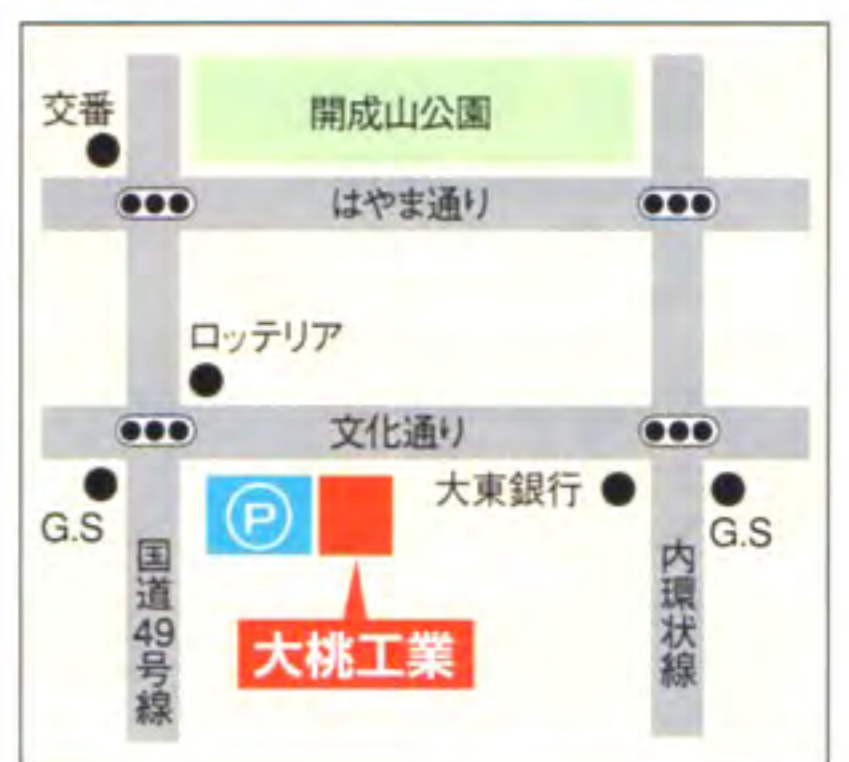 交番
開成山公園
はやま通り
ロッテリア
文化通り
G.S
P
大東銀行
G.S
国道49号線
内環状線
大桃工業